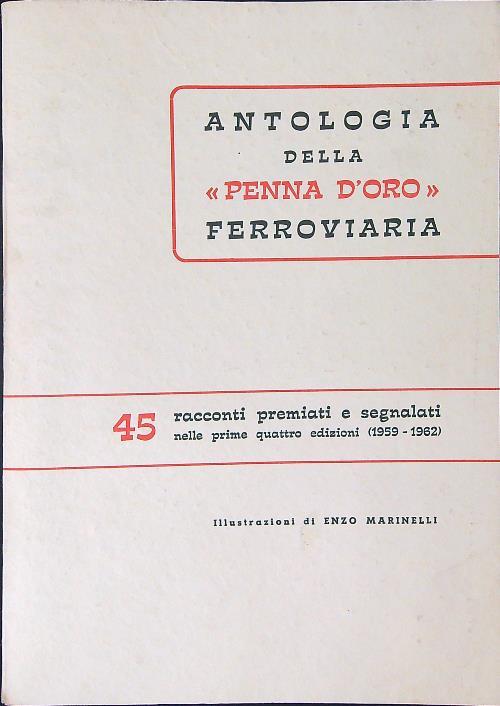 ANTOLOGIA
DELLA
« PENNA D'ORO »
FERROVIARIA
45 racconti premiati e segnalati
nelle prime quattro edizioni (1959 - 1962)
Illustrazioni di ENZO MARINELLI